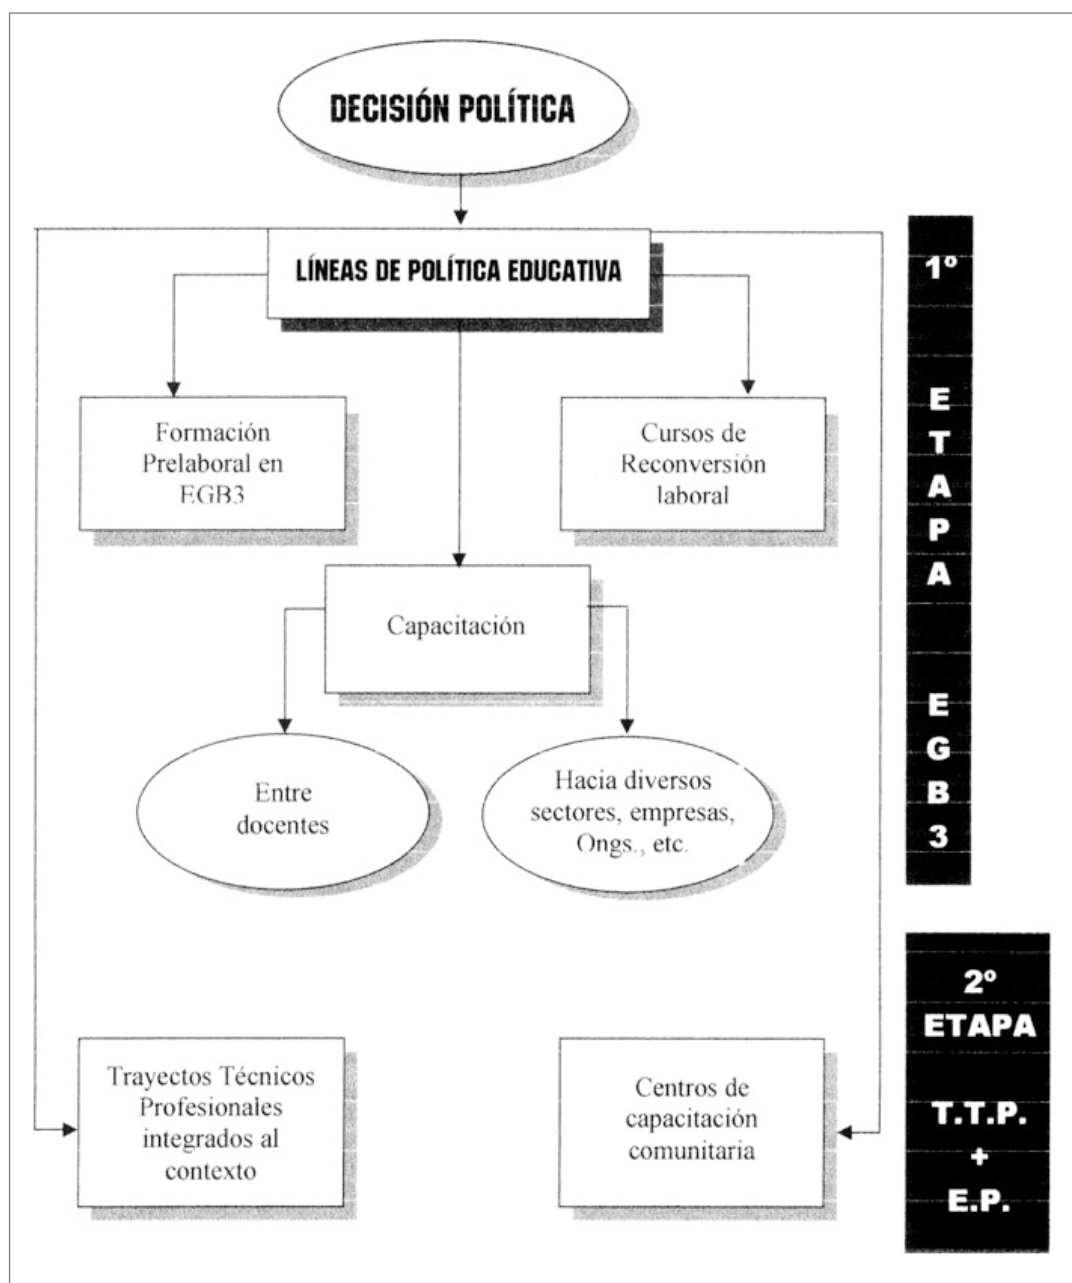 DECISIÓN POLÍTICA
LÍNEAS DE POLÍTICA EDUCATIVA
Formación
Prelaboral en
EGB3
Cursos de
Reconversión
laboral
Capacitación
Entre
docentes
Hacia diversos
sectores, empresas,
Ongs., etc.
Trayectos Técnicos
Profesionales
integrados al
contexto
Centros de
capacitación
comunitaria
1º
E
T
A
P
A
E
G
B
3
2º
ETAPA
T.T.P.
+
E.P.